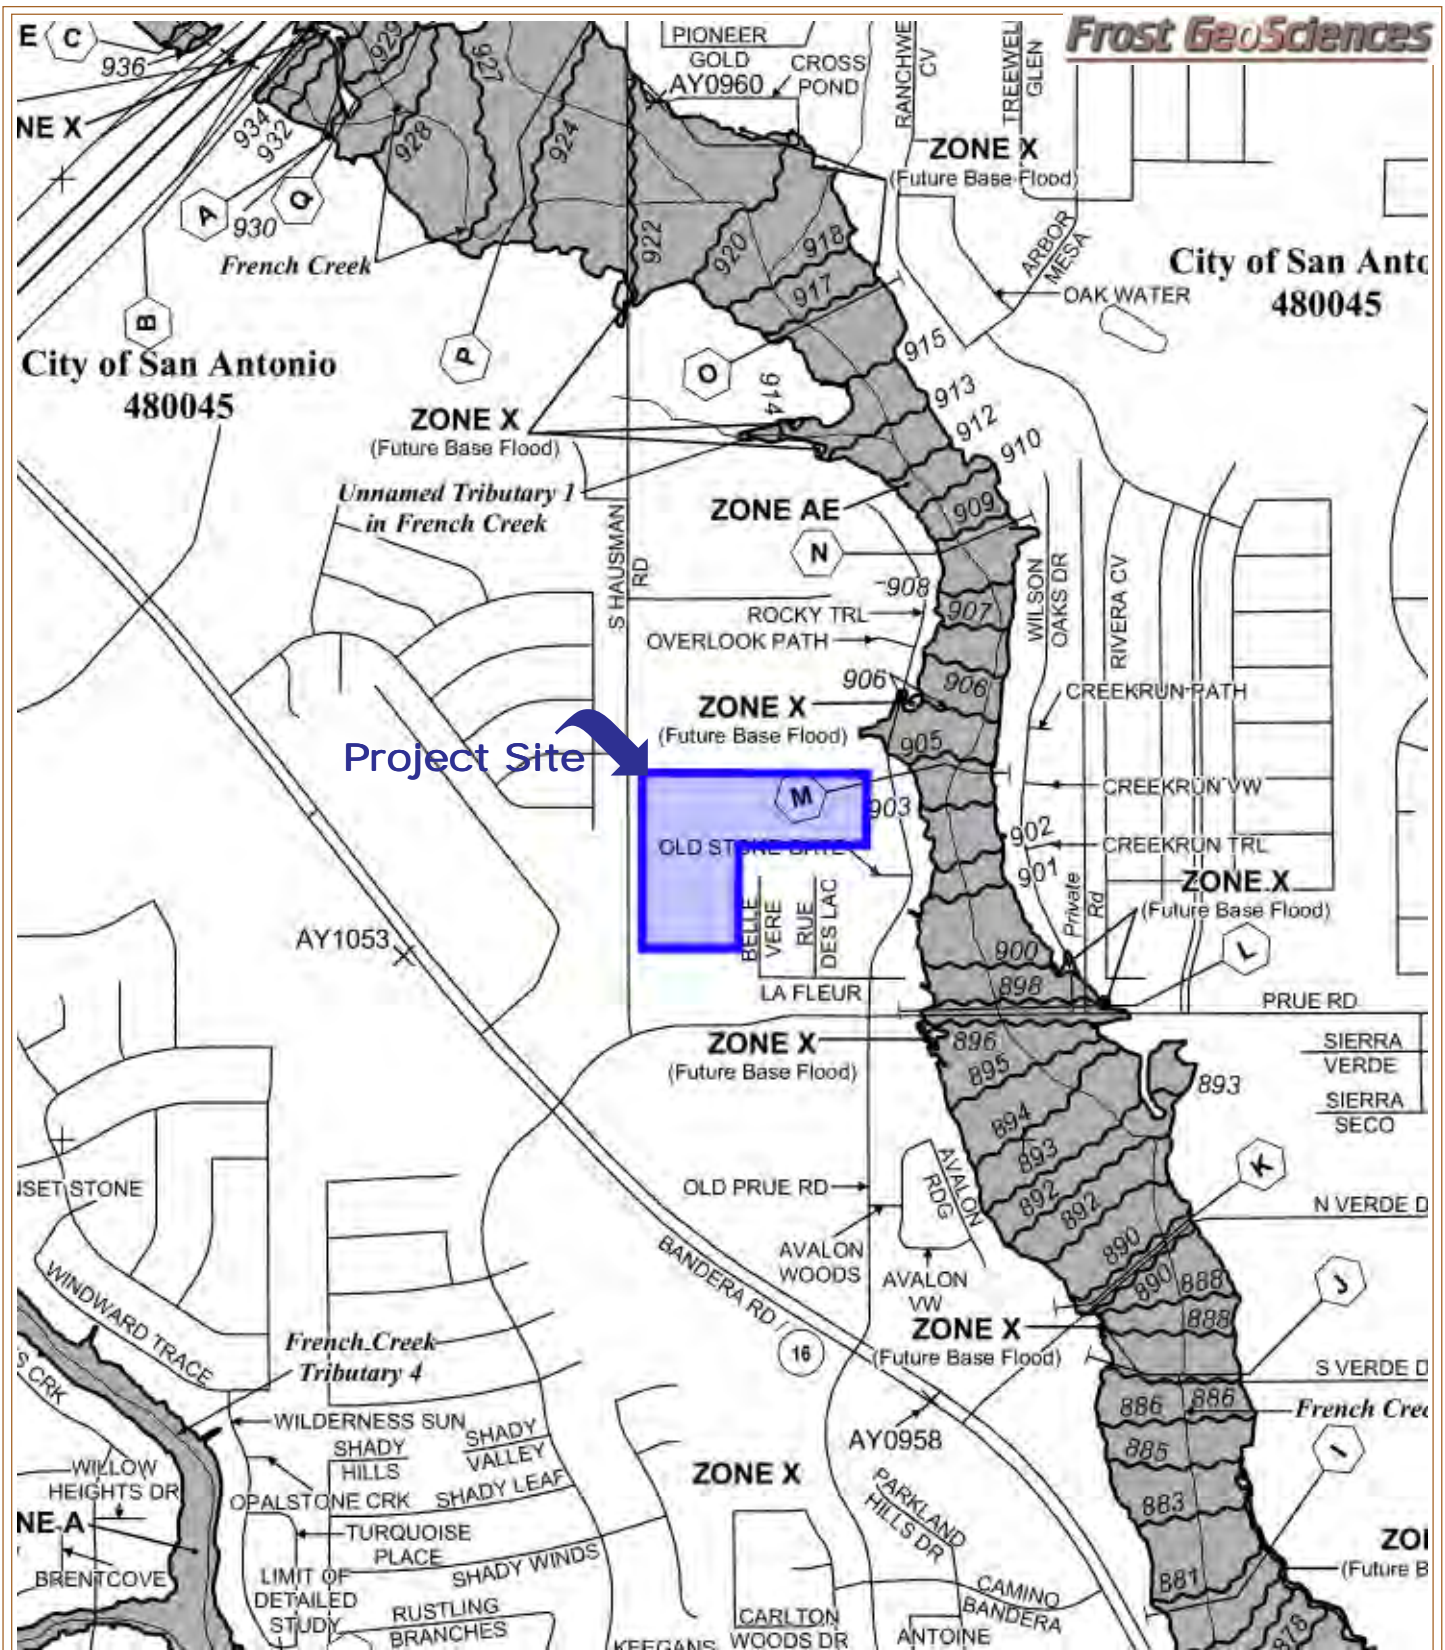 Frost GeoSciences
E
C
936
929
927
PIONEER
GOLD
AY0960
CROSS
POND
RANCHWE
CV
TREEWEL
GLEN
NE X
934
932
928
924
ZONE X
(Future Base Flood)
A
Q
930
French Creek
922
920
918
917
ARBOR
MESA
City of San Anto
480045
OAK WATER
B
P
O
City of San Antonio
480045
915
914
913
912
910
ZONE X
(Future Base Flood)
Unnamed Tributary 1
in French Creek
ZONE AE
909
N
S HAUSMAN
RD
908
907
ROCKY TRL
OVERLOOK PATH
WILSON
OAKS DR
RIVERA CV
906
906
CREEKRUN PATH
ZONE X
(Future Base Flood)
905
Project Site
M
903
CREEKRUN VW
902
OLD STONE GATE
CREEKRUN TRL
901
Private
Rd
ZONE X
(Future Base Flood)
BELLE
VERE
RUE
DES LAC
AY1053
900
L
898
LA FLEUR
PRUE RD
ZONE X
(Future Base Flood)
896
895
SIERRA
VERDE
893
SIERRA
SECO
894
893
K
AVALON
RDG
892
892
NSET STONE
OLD PRUE RD
N VERDE D
AVALON
WOODS
890
890
888
AVALON
VW
BANDERA RD
J
WINDWARD TRACE
ZONE X
(Future Base Flood)
888
16
French Creek
Tributary 4
S VERDE D
S CRK
886
886
French Cree
WILDERNESS SUN
SHADY
HILLS
SHADY
VALLEY
AY0958
885
I
WILLOW
HEIGHTS DR
OPALSTONE CRK
SHADY LEAF
ZONE X
PARKLAND
HILLS DR
883
NE A
TURQUOISE
PLACE
ZO
(Future B
BRENTCOVE
LIMIT OF
DETAILED
STUDY
SHADY WINDS
881
CAMINO
BANDERA
RUSTLING
BRANCHES
KEEGANS
CARLTON
WOODS DR
ANTOINE
876